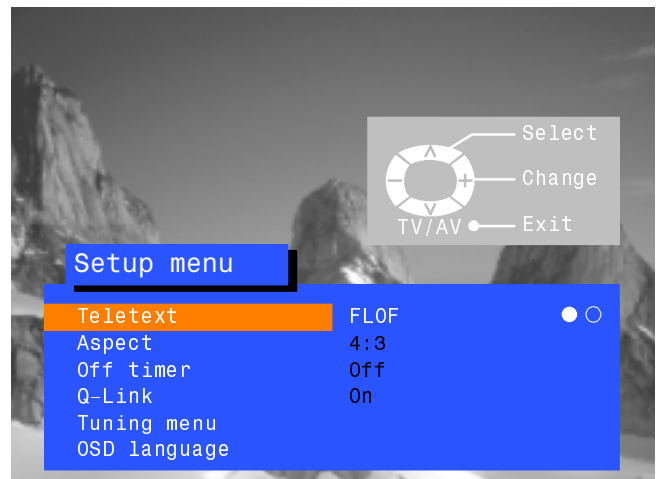 Select
Change
TV/AV Exit
Setup menu
Teletext FLOF
Aspect 4:3
Off timer Off
Q-Link On
Tuning menu
OSD language